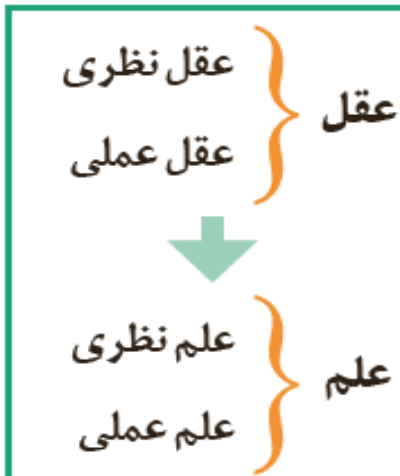 عقل نظری
عقل
عقل عملی
علم نظری
علم
علم عملی